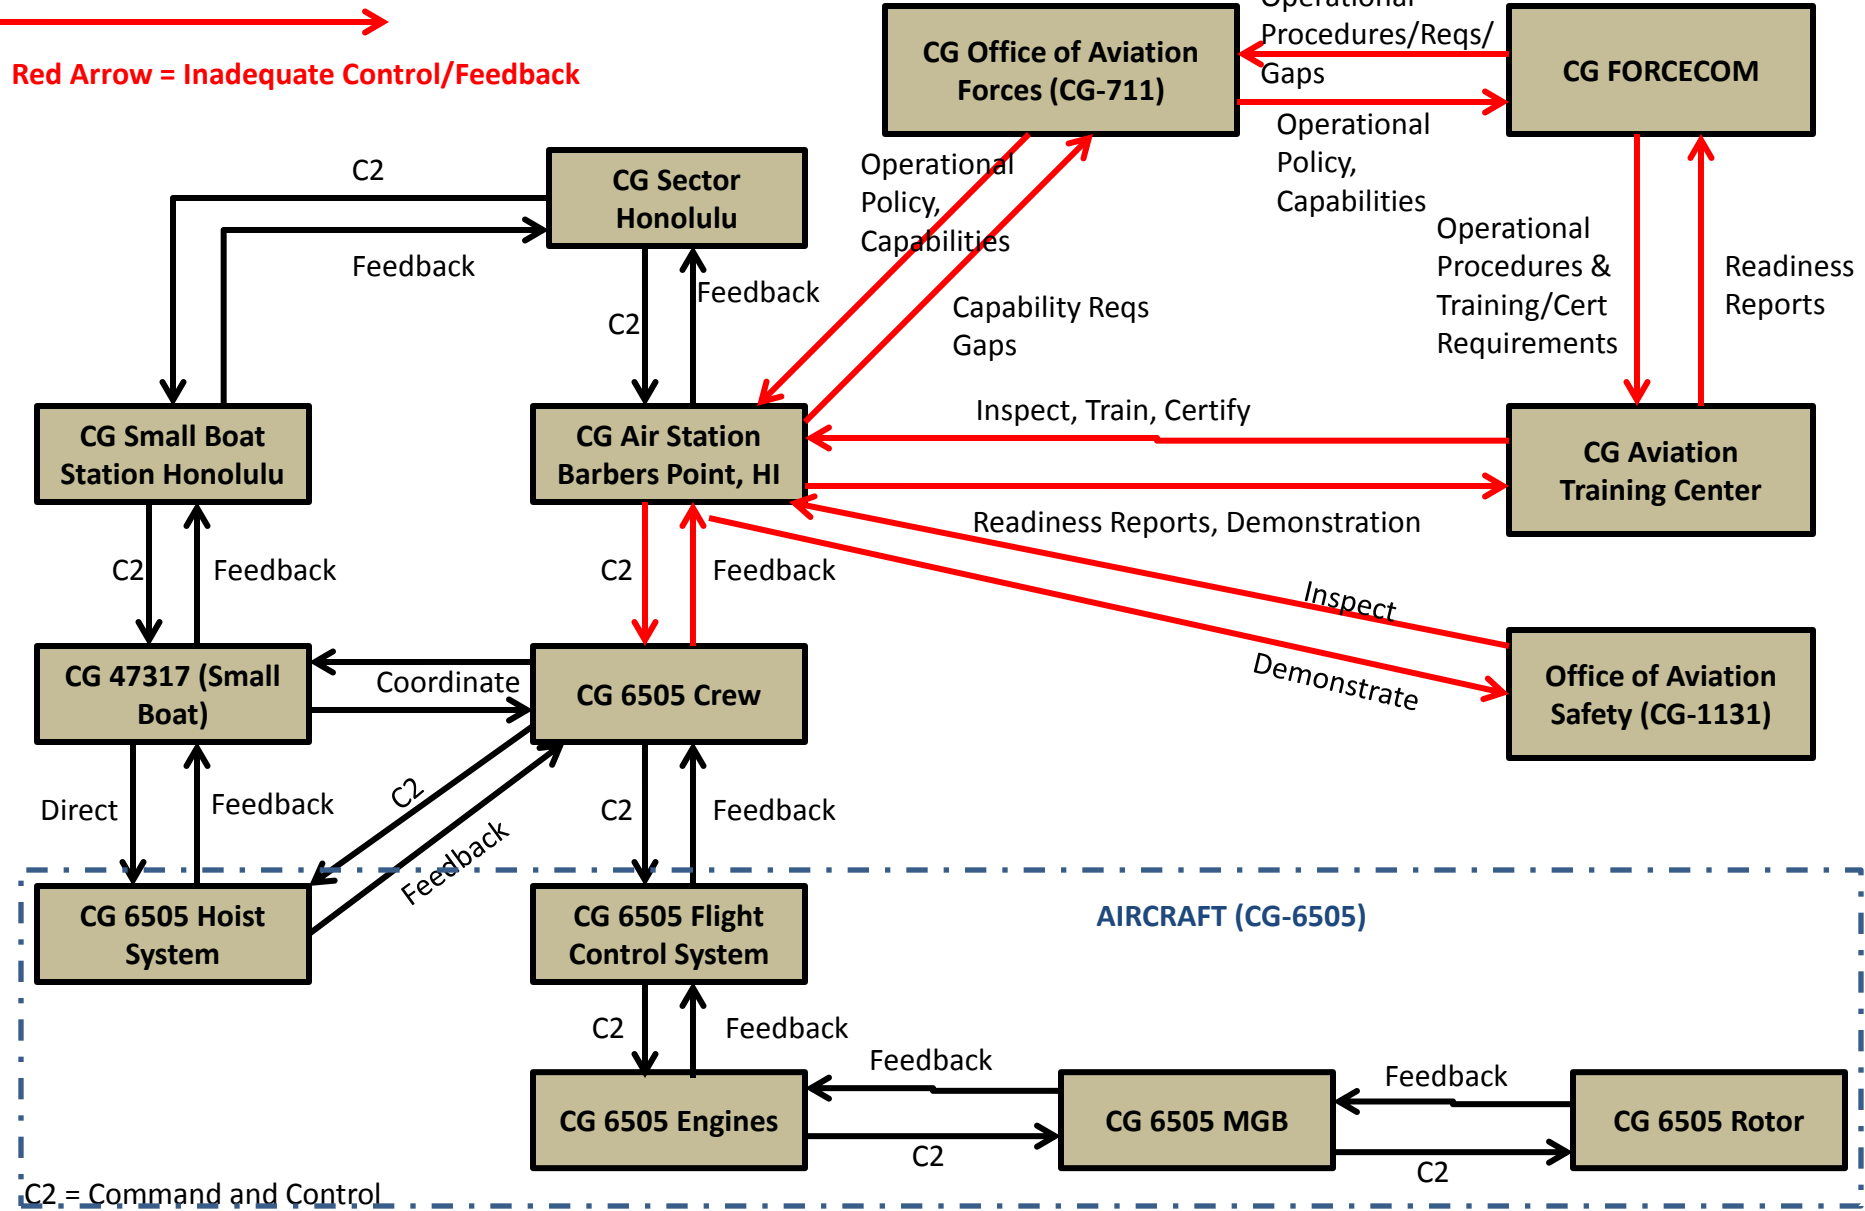 Red Arrow = Inadequate Control/Feedback
CG Office of Aviation
Forces (CG-711)
Operational
Procedures/Reqs/
Gaps
CG FORCECOM
Operational
Policy,
Capabilities
Operational
Policy,
Capabilities
C2
CG Sector
Honolulu
Feedback
Feedback
C2
Capability Reqs
Gaps
Operational
Procedures &
Training/Cert
Requirements
Readiness
Reports
CG Small Boat
Station Honolulu
CG Air Station
Barbers Point, HI
Inspect, Train, Certify
CG Aviation
Training Center
Readiness Reports, Demonstration
C2
Feedback
C2
Feedback
Inspect
Demonstrate
CG 47317 (Small
Boat)
Coordinate
CG 6505 Crew
Office of Aviation
Safety (CG-1131)
Direct
Feedback
C2
Feedback
C2
Feedback
CG 6505 Hoist
System
CG 6505 Flight
Control System
AIRCRAFT (CG-6505)
C2
Feedback
Feedback
Feedback
CG 6505 Engines
CG 6505 MGB
CG 6505 Rotor
C2
C2
C2 = Command and Control